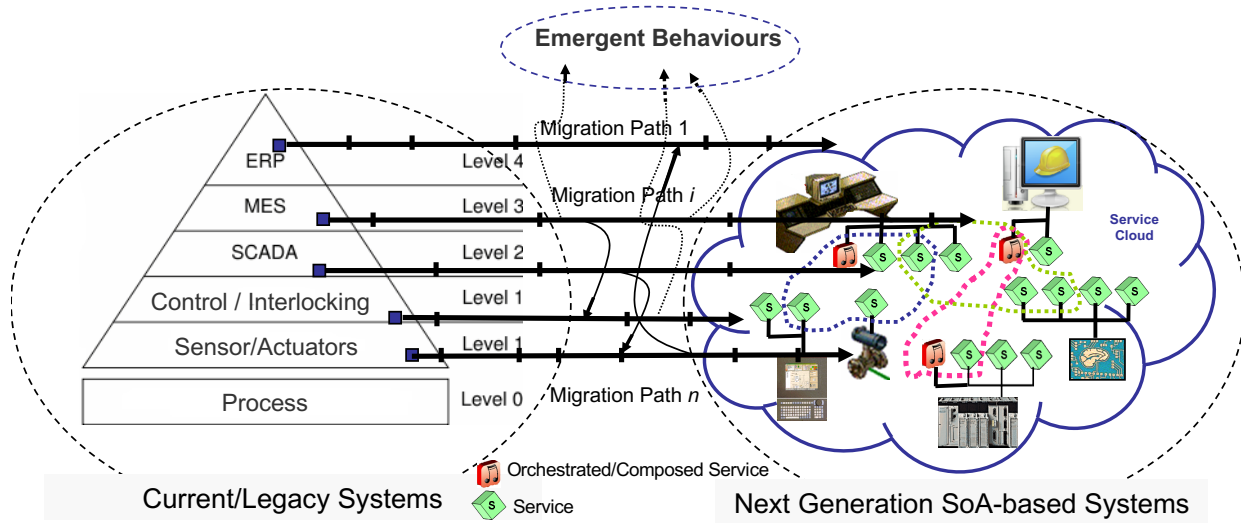 Emergent Behaviours
Migration Path 1
ERP
Level 4
Migration Path i
MES
Level 3
Service
Cloud
SCADA
Level 2
Control / Interlocking
Level 1
Sensor/Actuators
Level 1
Migration Path n
Process
Level 0
S
S
S
S
S
S
S
S
S
S
S
S
S
S
Orchestrated/Composed Service
S
Service
Current/Legacy Systems
Next Generation SoA-based Systems